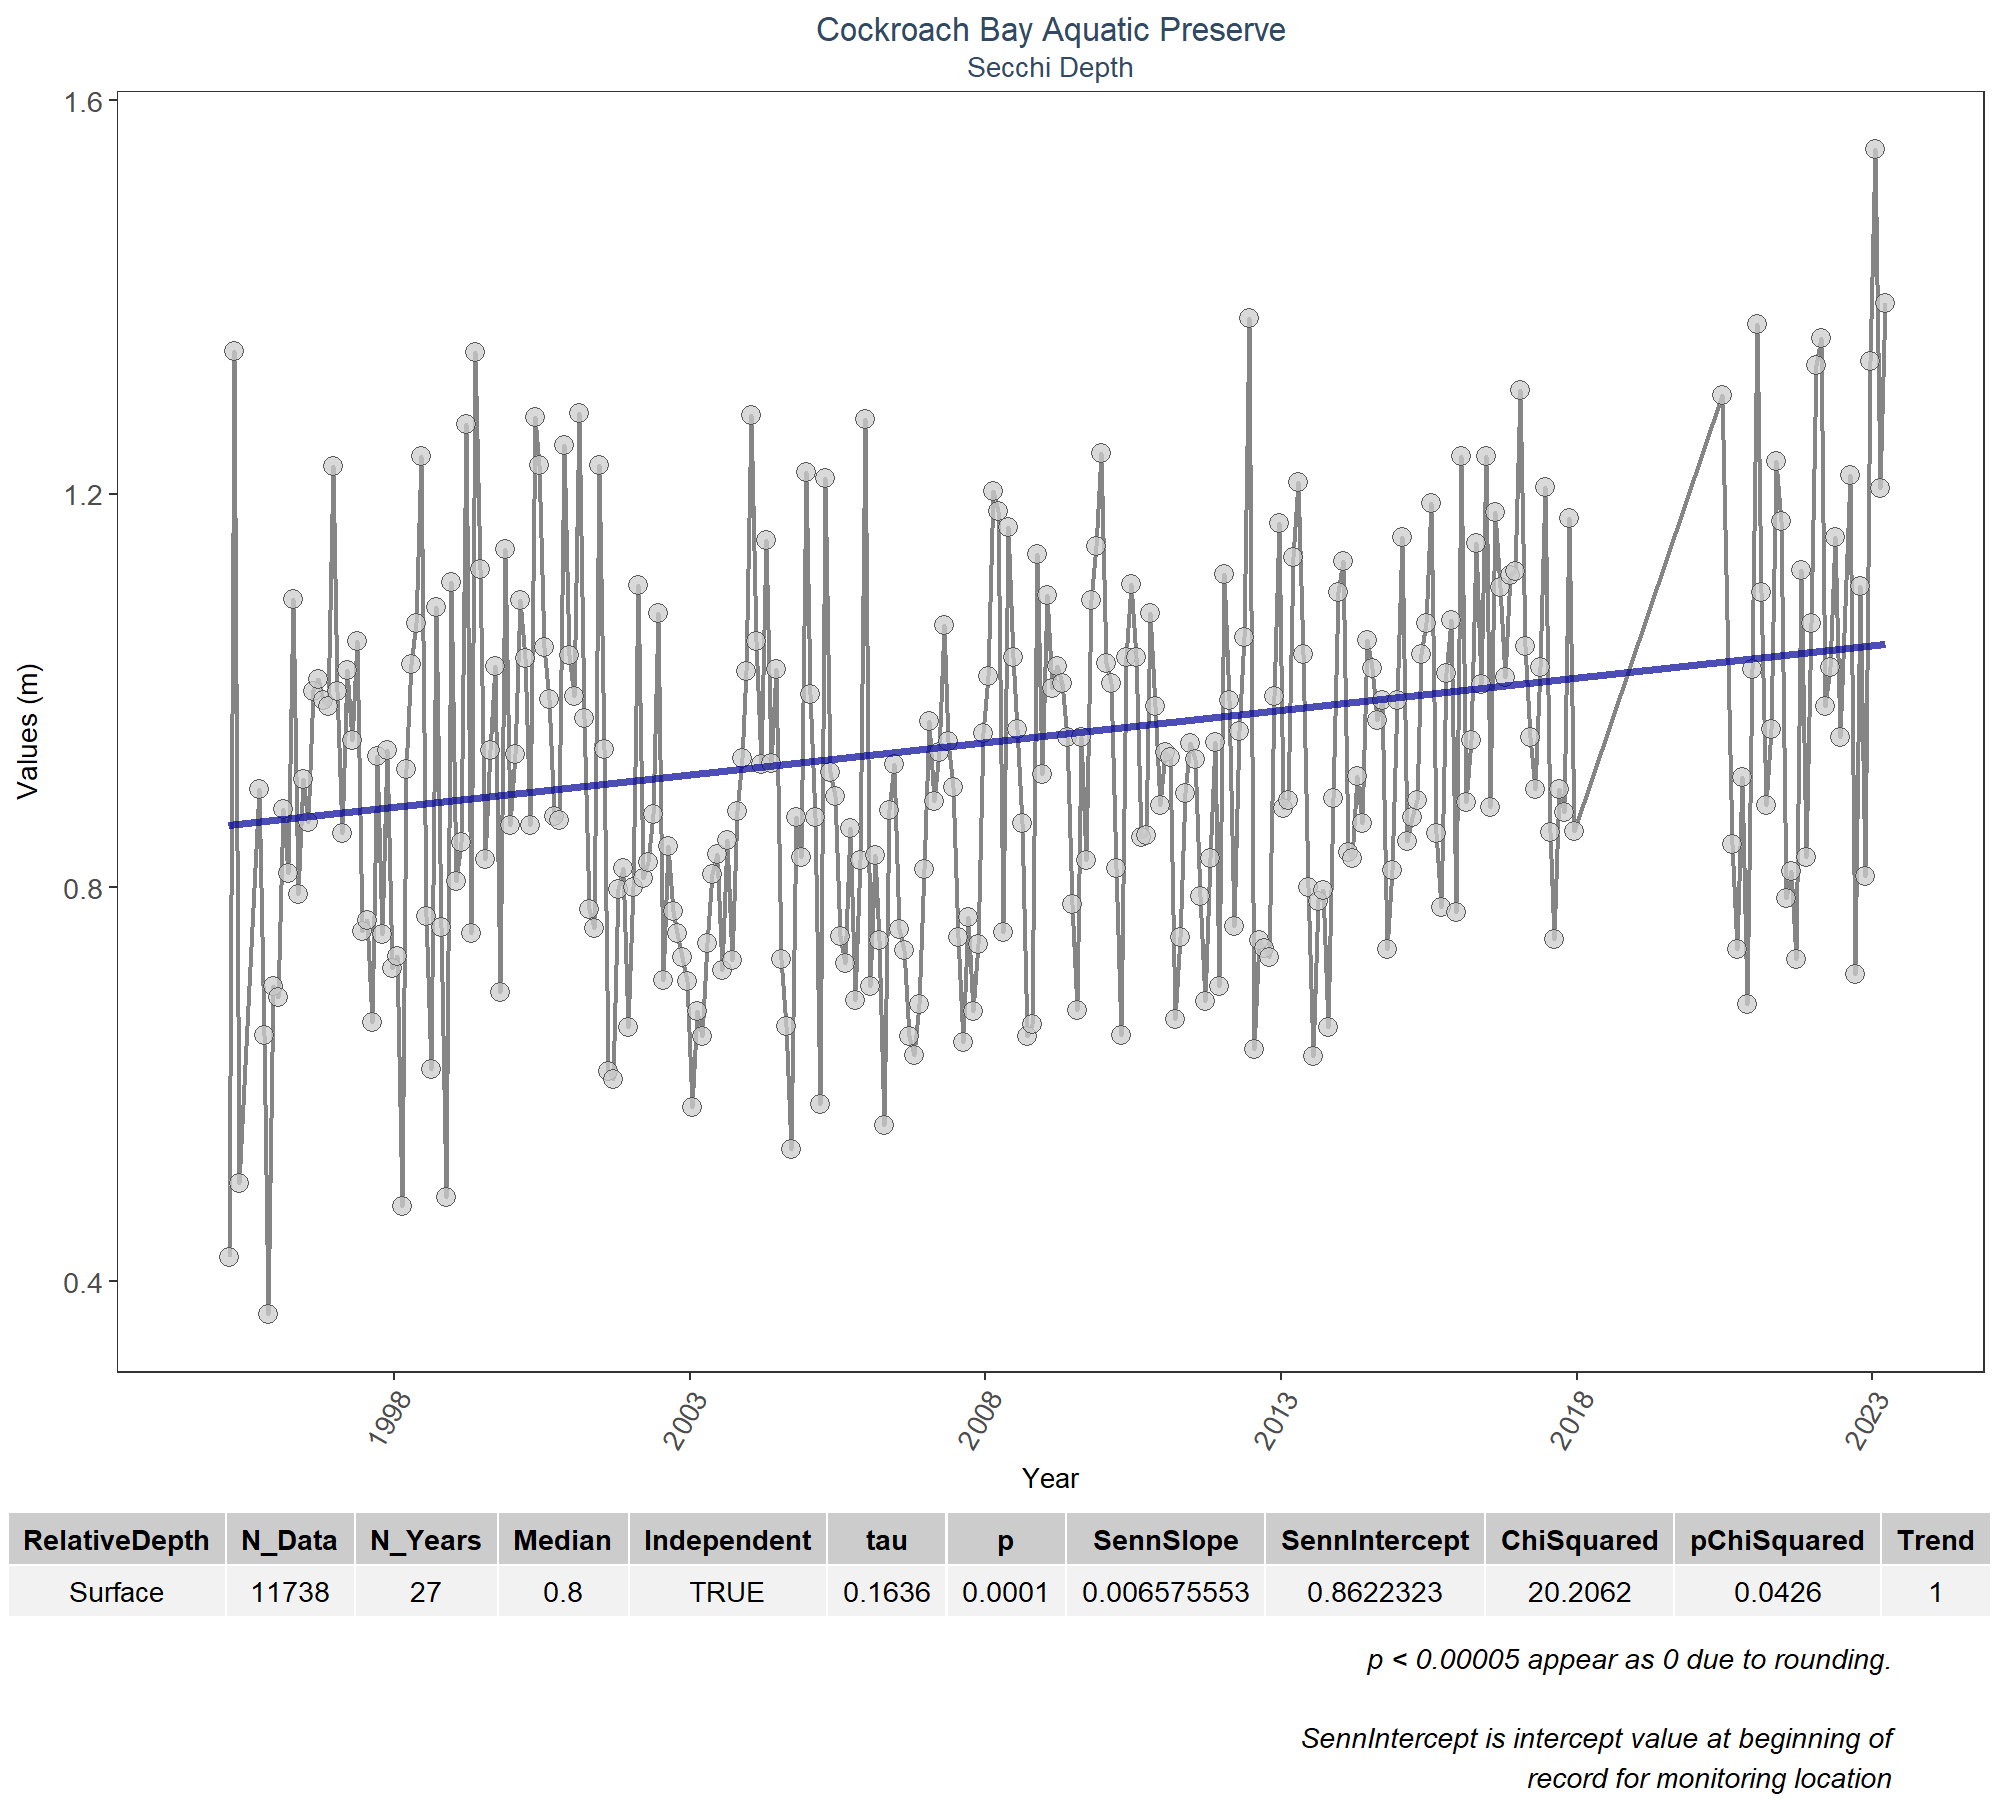 Cockroach Bay Aquatic Preserve
Secchi Depth
1.6
1.2
0.8
0.4
Values (m)
1998
2003
2008
2013
2018
2023
Year
RelativeDepth N_Data N_Years Median Independent tau p SennSlope SennIntercept ChiSquared pChiSquared Trend
Surface 11738 27 0.8 TRUE 0.1636 0.0001 0.006575553 0.8622323 20.2062 0.0426 1
p < 0.00005 appear as 0 due to rounding.
SennIntercept is intercept value at beginning of
record for monitoring location